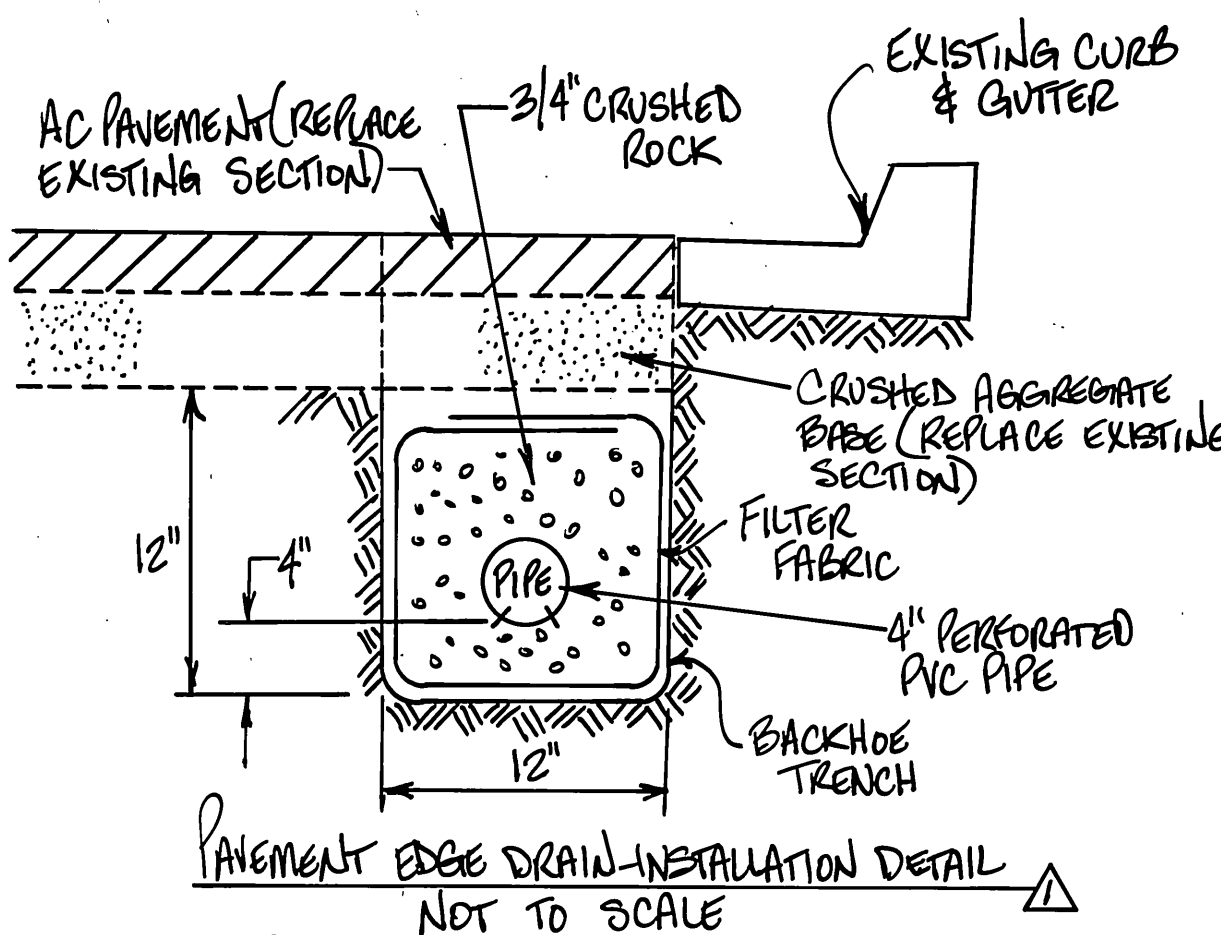 EXISTING CURB
& GUTTER
3/4" CRUSHED
ROCK
AC PAVEMENT (REPLACE
EXISTING SECTION)
CRUSHED AGGREGATE
BASE (REPLACE EXISTING
SECTION)
FILTER
FABRIC
12"
4"
PIPE
4" PERFORATED
PVC PIPE
BACKHOE
TRENCH
12"
PAVEMENT EDGE DRAIN-INSTALLATION DETAIL
1
NOT TO SCALE